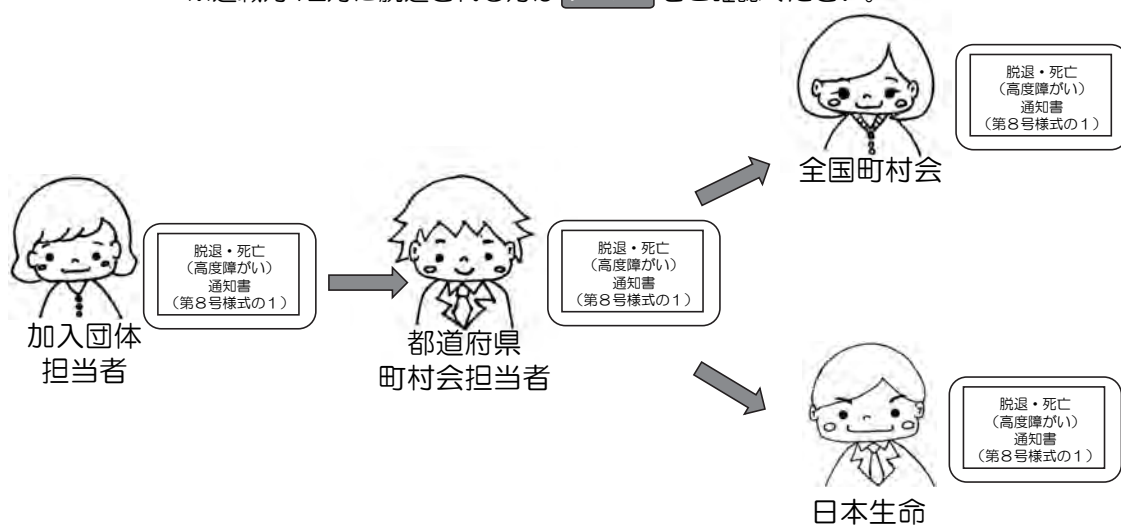 脱退・死亡
(高度障がい)
通知書
(第8号様式の1)
全国町村会
脱退・死亡
(高度障がい)
通知書
(第8号様式の1)
加入団体
担当者
脱退・死亡
(高度障がい)
通知書
(第8号様式の1)
都道府県
町村会担当者
脱退・死亡
(高度障がい)
通知書
(第8号様式の1)
日本生命